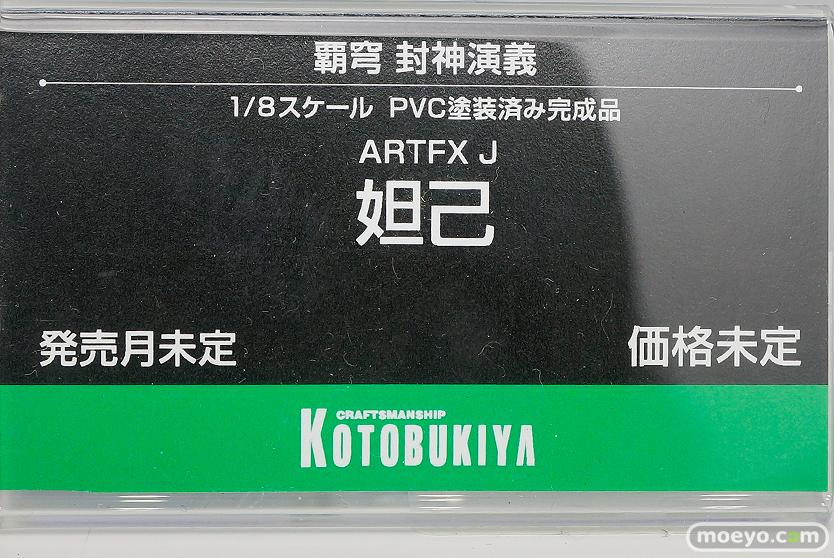 覇穹 封神演義
1/8スケール PVC塗装済み完成品
ARTFX J
妲己
発売月未定 価格未定
CRAFTSMANSHIP
KOTOBUKIYA
moeyo.com